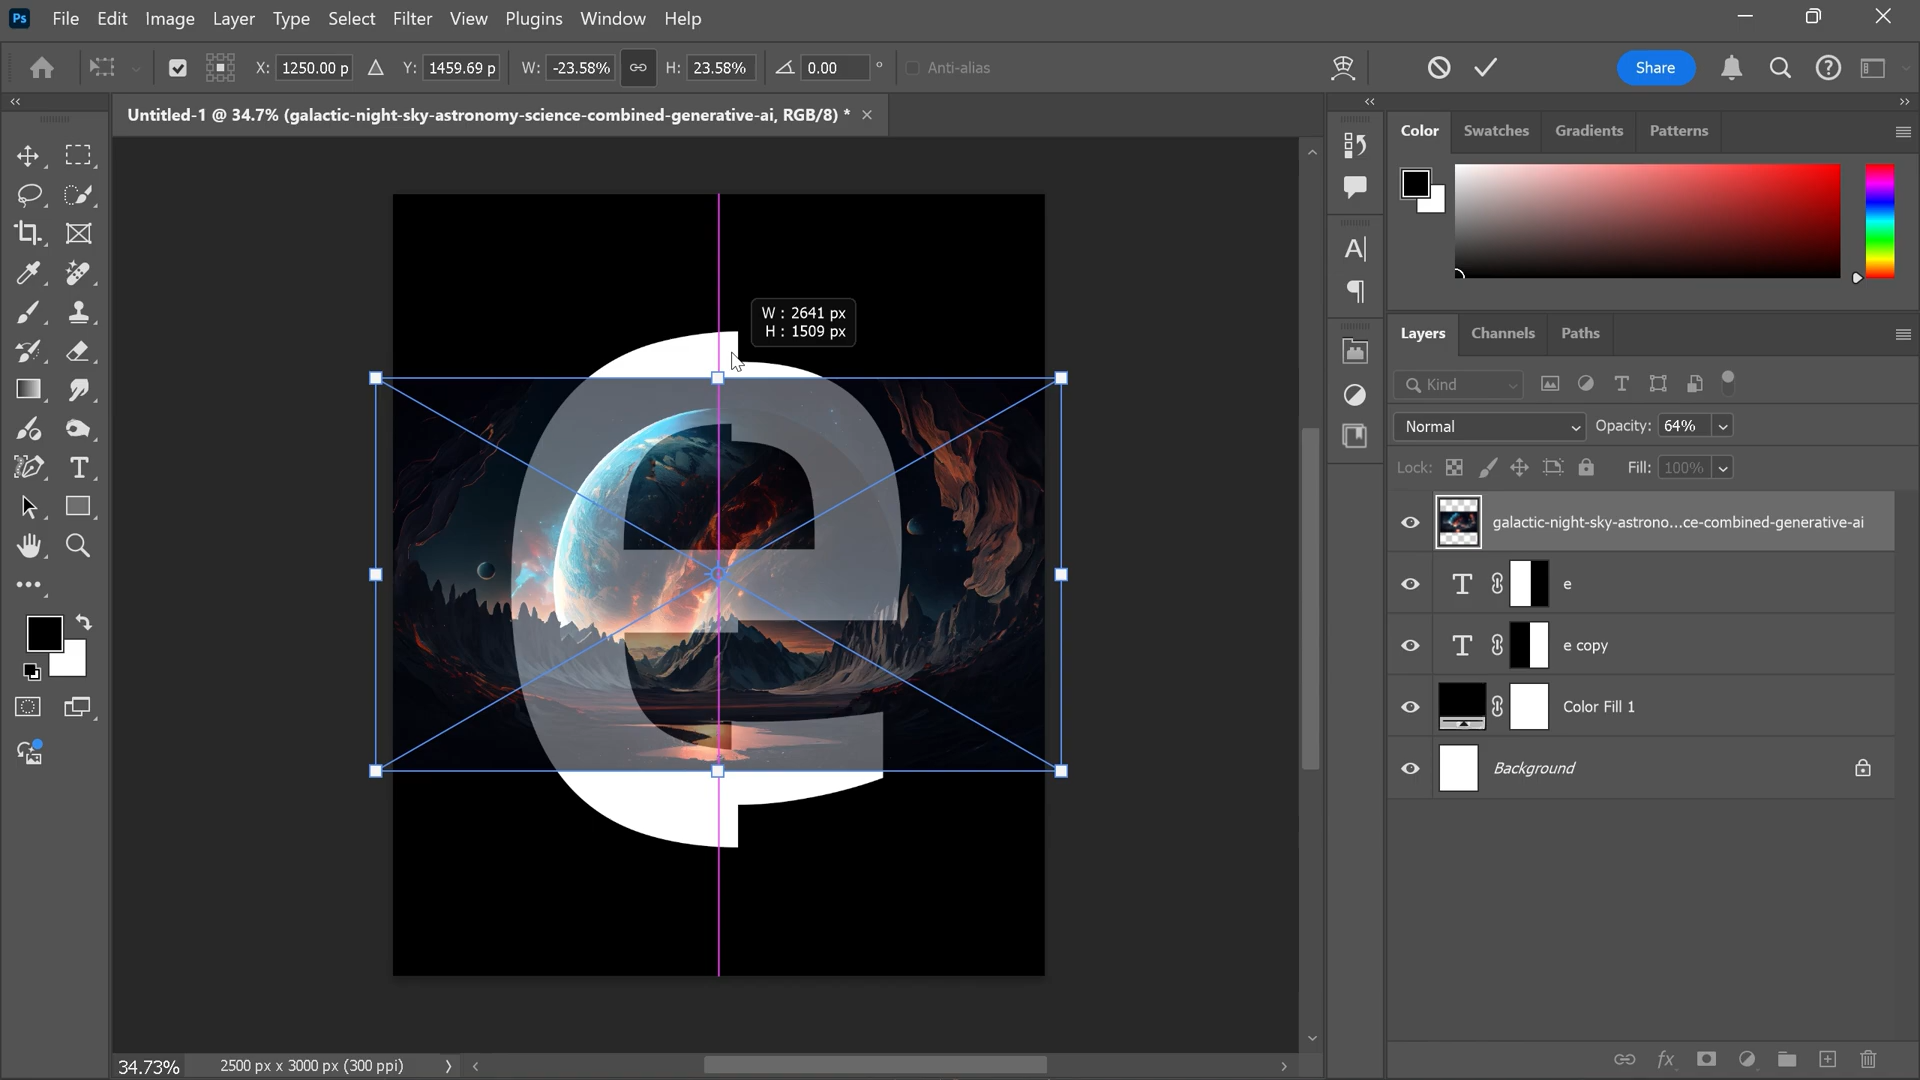 Ps File Edit Image Layer Type Select Filter View Plugins Window Help
X: 1250.00 p Y: 1459.69 p W: -23.58% H: 23.58% 0.00 ° Anti-alias Share
Untitled-1 @ 34.7% (galactic-night-sky-astronomy-science-combined-generative-ai, RGB/8) *
Color Swatches Gradients Patterns
W : 2641 px
H : 1509 px
e
Layers Channels Paths
Kind
Normal Opacity: 64%
Lock: Fill: 100%
galactic-night-sky-astrono...ce-combined-generative-ai
T e
T e copy
Color Fill 1
Background
34.73% 2500 px x 3000 px (300 ppi)